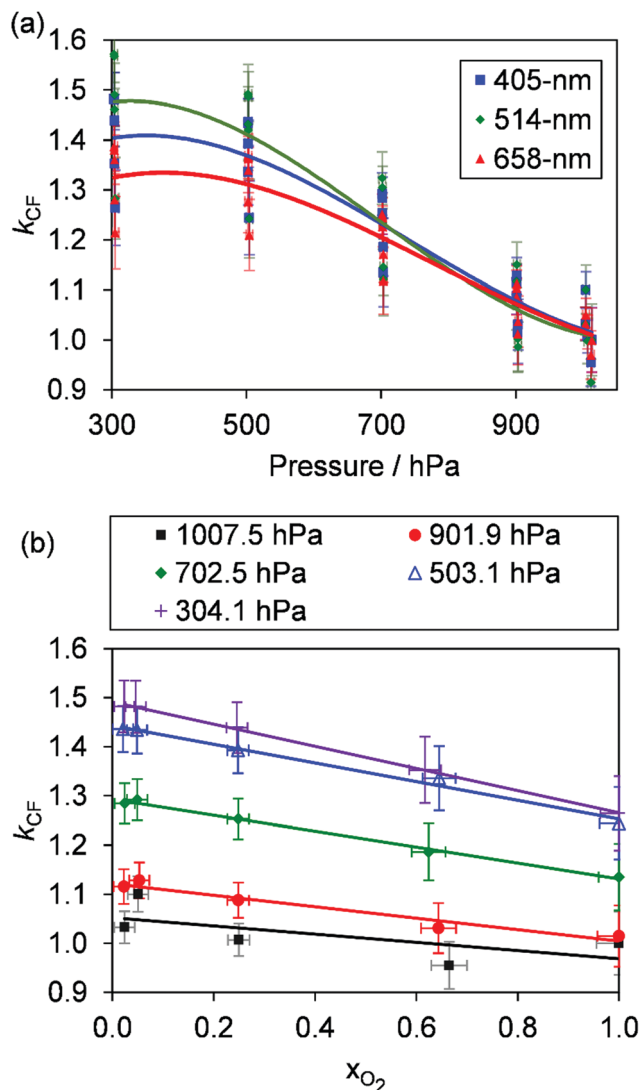 (a)
1.6
1.5
1.4
1.3
1.2
1.1
1.0
0.9
kCF
405-nm
514-nm
658-nm
300 500 700 900
Pressure / hPa
(b)
1007.5 hPa 901.9 hPa
702.5 hPa 503.1 hPa
304.1 hPa
1.6
1.5
1.4
1.3
1.2
1.1
1.0
0.9
kCF
0.0 0.2 0.4 0.6 0.8 1.0
xO2